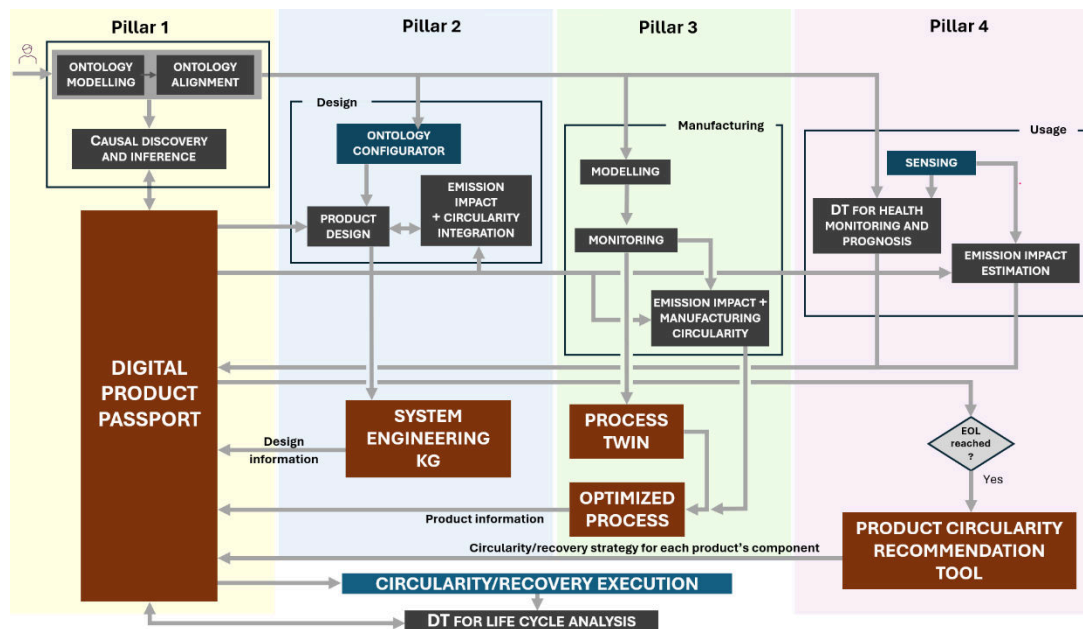 Pillar 1
Pillar 2
Pillar 3
Pillar 4
ONTOLOGY
MODELLING
ONTOLOGY
ALIGNMENT
CAUSAL DISCOVERY
AND INFERENCE
Design
ONTOLOGY
CONFIGURATOR
PRODUCT
DESIGN
EMISSION
IMPACT
+ CIRCULARITY
INTEGRATION
Manufacturing
MODELLING
MONITORING
EMISSION IMPACT +
MANUFACTURING
CIRCULARITY
Usage
SENSING
DT FOR HEALTH
MONITORING AND
PROGNOSIS
EMISSION IMPACT
ESTIMATION
DIGITAL
PRODUCT
PASSPORT
SYSTEM
ENGINEERING
KG
Design
information
PROCESS
TWIN
OPTIMIZED
PROCESS
Product information
EOL
reached
?
Yes
PRODUCT CIRCULARITY
RECOMMENDATION
TOOL
Circularity/recovery strategy for each product's component
CIRCULARITY/RECOVERY EXECUTION
DT FOR LIFE CYCLE ANALYSIS